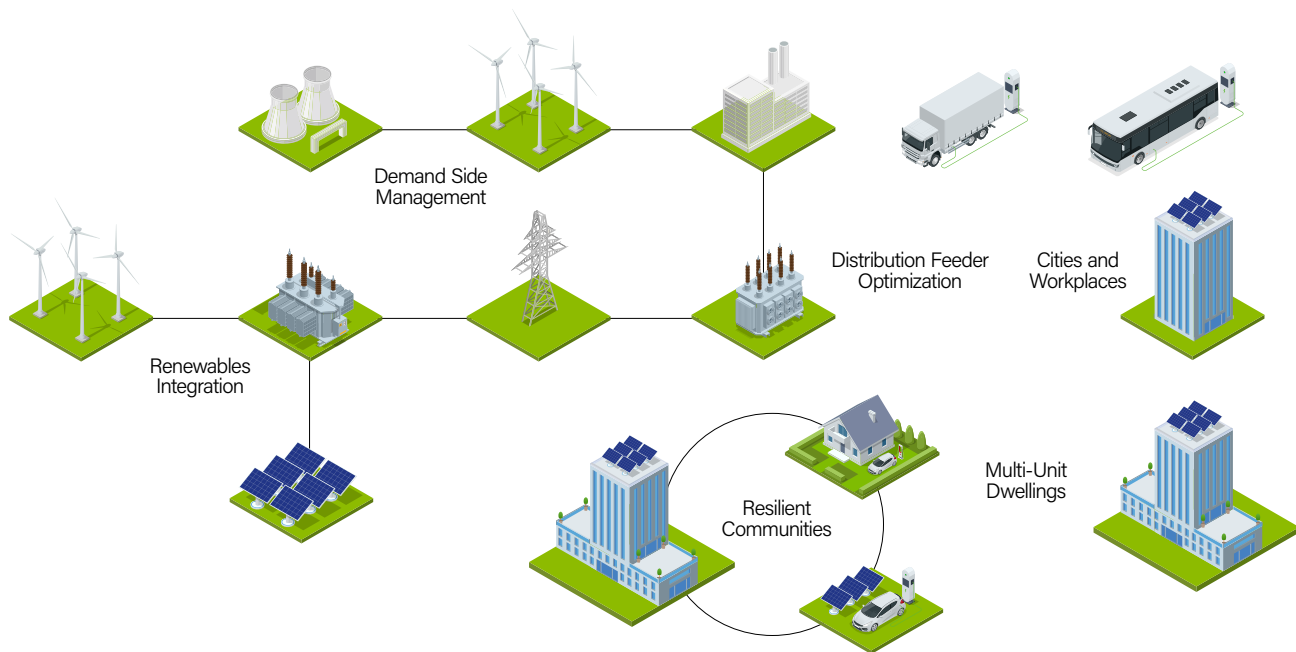 Demand Side
Management
Distribution Feeder
Optimization
Cities and
Workplaces
Renewables
Integration
Multi-Unit
Dwellings
Resilient
Communities